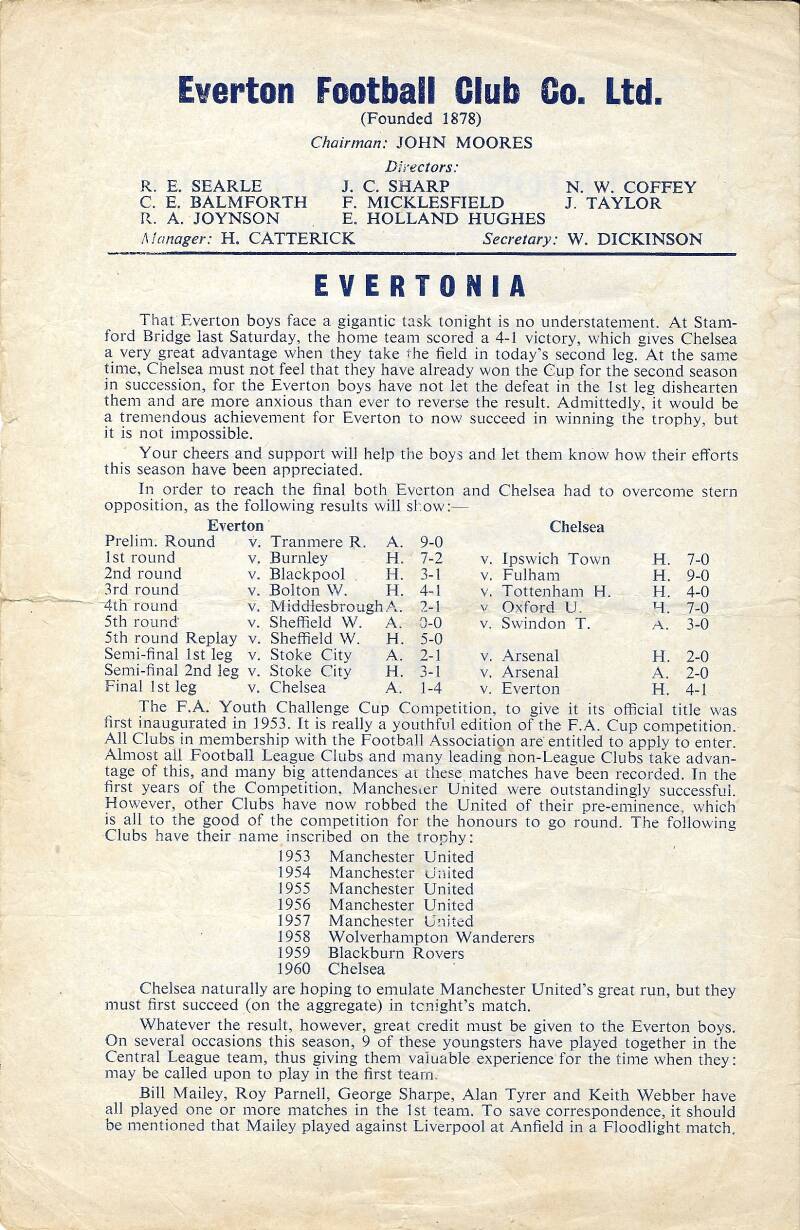 Everton Football Club Co. Ltd.
(Founded 1878)
Chairman: JOHN MOORES
Directors:
R. E. SEARLE J. C. SHARP N. W. COFFEY
C. E. BALMFORTH F. MICKLESFIELD J. TAYLOR
R. A. JOYNSON E. HOLLAND HUGHES
Manager: H. CATTERICK Secretary: W. DICKINSON
EVERTONIA
That Everton boys face a gigantic task tonight is no understatement. At Stam-
ford Bridge last Saturday, the home team scored a 4-1 victory, which gives Chelsea
a very great advantage when they take the field in today's second leg. At the same
time, Chelsea must not feel that they have already won the Cup for the second season
in succession, for the Everton boys have not let the defeat in the 1st leg dishearten
them and are more anxious than ever to reverse the result. Admittedly, it would be
a tremendous achievement for Everton to now succeed in winning the trophy, but
it is not impossible.
Your cheers and support will help the boys and let them know how their efforts
this season have been appreciated.
In order to reach the final both Everton and Chelsea had to overcome stern
opposition, as the following results will show:—
Everton Chelsea
Prelim. Round v. Tranmere R. A. 9-0
1st round v. Burnley H. 7-2 v. Ipswich Town H. 7-0
2nd round v. Blackpool H. 3-1 v. Fulham H. 9-0
3rd round v. Bolton W. H. 4-1 v. Tottenham H. H. 4-0
4th round v. Middlesbrough A. 2-1 v Oxford U. H. 7-0
5th round v. Sheffield W. A. 0-0 v. Swindon T. A. 3-0
5th round Replay v. Sheffield W. H. 5-0
Semi-final 1st leg v. Stoke City A. 2-1 v. Arsenal H. 2-0
Semi-final 2nd leg v. Stoke City H. 3-1 v. Arsenal A. 2-0
Final 1st leg v. Chelsea A. 1-4 v. Everton H. 4-1
The F.A. Youth Challenge Cup Competition, to give it its official title was
first inaugurated in 1953. It is really a youthful edition of the F.A. Cup competition.
All Clubs in membership with the Football Association are entitled to apply to enter.
Almost all Football League Clubs and many leading non-League Clubs take advan-
tage of this, and many big attendances at these matches have been recorded. In the
first years of the Competition, Manchester United were outstandingly successful.
However, other Clubs have now robbed the United of their pre-eminence, which
is all to the good of the competition for the honours to go round. The following
Clubs have their name inscribed on the trophy:
1953 Manchester United
1954 Manchester United
1955 Manchester United
1956 Manchester United
1957 Manchester United
1958 Wolverhampton Wanderers
1959 Blackburn Rovers
1960 Chelsea
Chelsea naturally are hoping to emulate Manchester United's great run, but they
must first succeed (on the aggregate) in tonight's match.
Whatever the result, however, great credit must be given to the Everton boys.
On several occasions this season, 9 of these youngsters have played together in the
Central League team, thus giving them valuable experience for the time when they:
may be called upon to play in the first team.
Bill Mailey, Roy Parnell, George Sharpe, Alan Tyrer and Keith Webber have
all played one or more matches in the 1st team. To save correspondence, it should
be mentioned that Mailey played against Liverpool at Anfield in a Floodlight match.